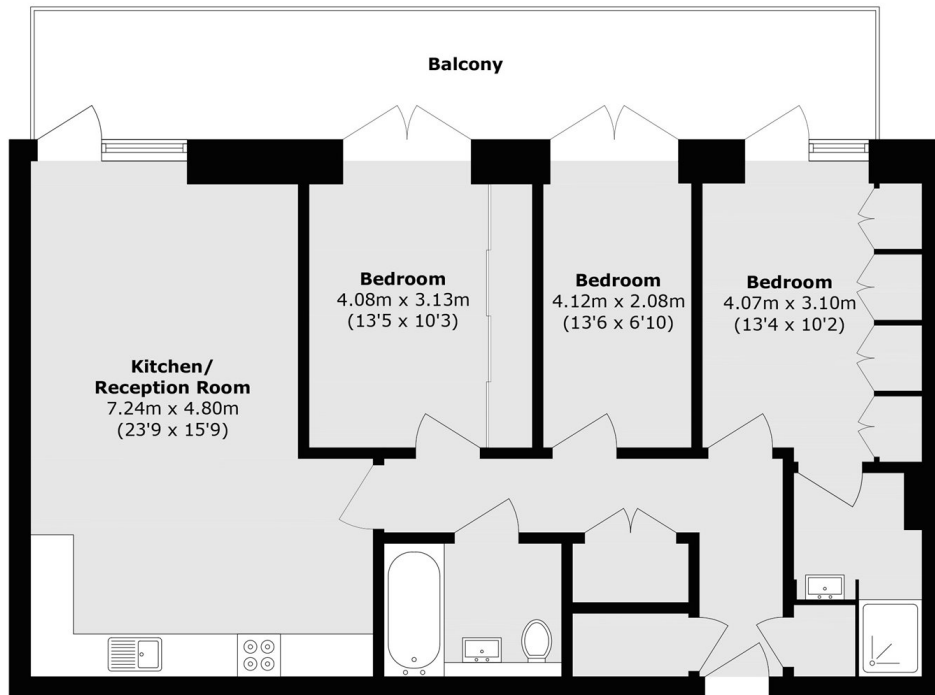 Balcony
Bedroom
4.08m x 3.13m
(13'5 x 10'3)
Bedroom
4.12m x 2.08m
(13'6 x 6'10)
Bedroom
4.07m x 3.10m
(13'4 x 10'2)
Kitchen/
Reception Room
7.24m x 4.80m
(23'9 x 15'9)